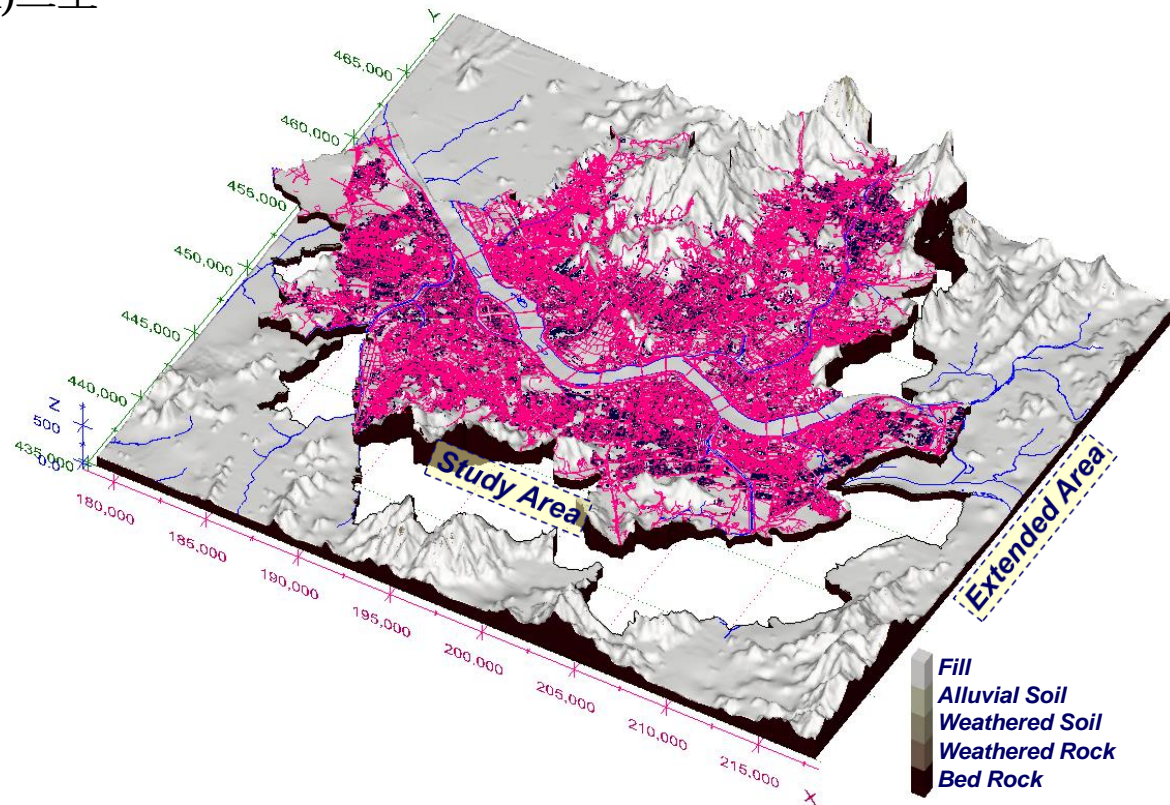 Y
465,000
460,000
455,000
450,000
445,000
440,000
435,000
Z
500
0.0
180,000
185,000
190,000
195,000
200,000
205,000
210,000
215,000
X
Study Area
Extended Area
Fill
Alluvial Soil
Weathered Soil
Weathered Rock
Bed Rock